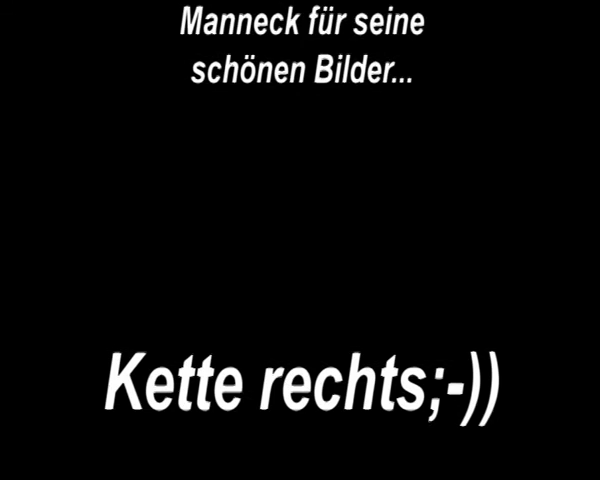 Manneck für seine
schönen Bilder...
Kette rechts;-))